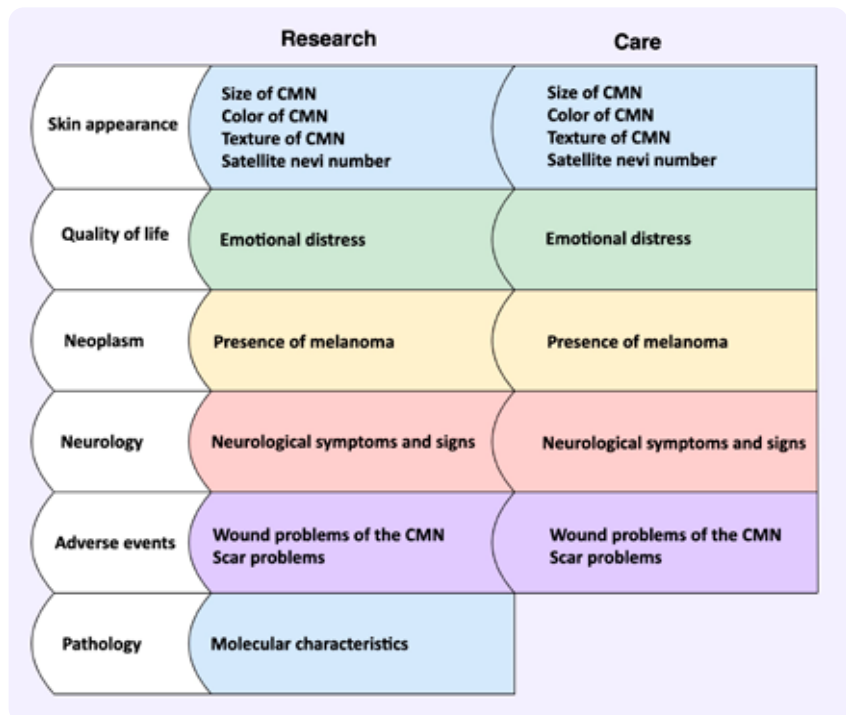 Research Care
Skin appearance
Size of CMN
Color of CMN
Texture of CMN
Satellite nevi number
Size of CMN
Color of CMN
Texture of CMN
Satellite nevi number
Quality of life
Emotional distress
Emotional distress
Neoplasm
Presence of melanoma
Presence of melanoma
Neurology
Neurological symptoms and signs
Neurological symptoms and signs
Adverse events
Wound problems of the CMN
Scar problems
Wound problems of the CMN
Scar problems
Pathology
Molecular characteristics